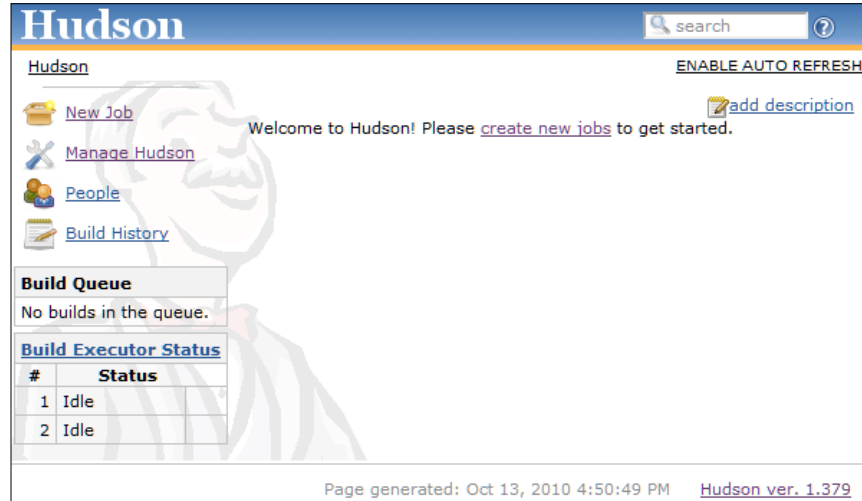 Hudson
search
?
Hudson
ENABLE AUTO REFRESH
New Job
Manage Hudson
People
Build History
add description
Welcome to Hudson! Please create new jobs to get started.
Build Queue
No builds in the queue.
Build Executor Status
# Status
1 Idle
2 Idle
Page generated: Oct 13, 2010 4:50:49 PM Hudson ver. 1.379